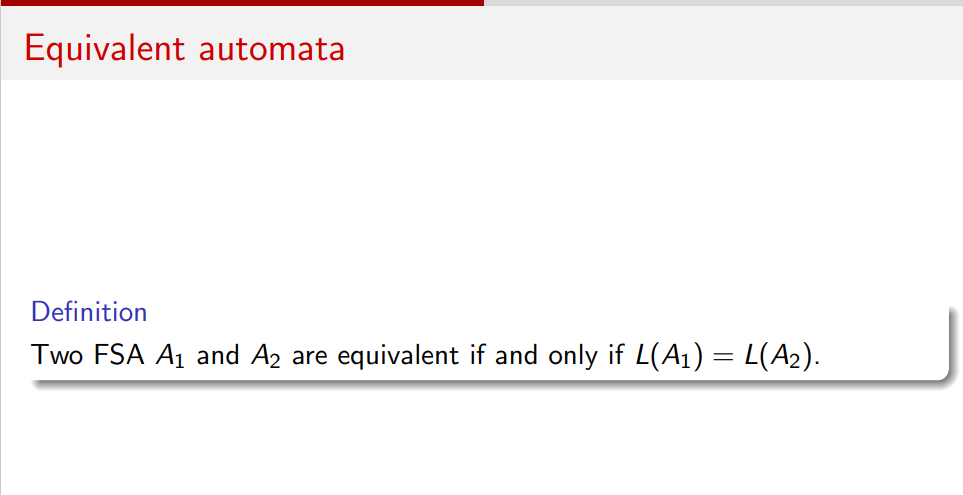 Equivalent automata
Definition
Two FSA A₁ and A₂ are equivalent if and only if L(A₁) = L(A₂).